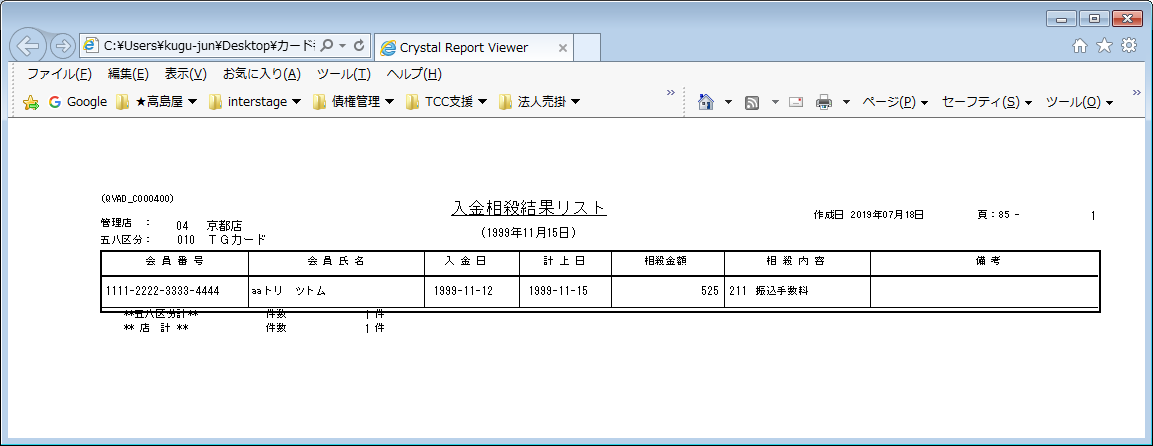 C:¥Users¥kugu-jun¥Desktop¥カード
Crystal Report Viewer
ファイル(F) 編集(E) 表示(V) お気に入り(A) ツール(T) ヘルプ(H)
Google ★高島屋 interstage 債権管理 TCC支援 法人売掛 » ページ(P) セーフティ(S) ツール(O) »
(QVAD_C000400)
入金相殺結果リスト
作成日 2019年07月18日 頁:85 - 1
管理店 : 04 京都店
(1999年11月15日)
五八区分: 010 TGカード
会員番号 会員氏名 入金日 計上日 相殺金額 相殺内容 備考
1111-2222-3333-4444 aaトリ ツトム 1999-11-12 1999-11-15 525 211 振込手数料
**五八区分計** 件数 1 件
** 店 計 ** 件数 1 件